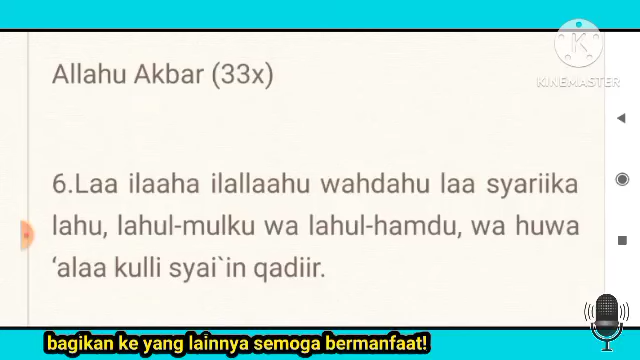 Allahu Akbar (33x)
K
KINEMASTER
6.Laa ilaaha ilallaahu wahdahu laa syariika
lahu, lahul-mulku wa lahul-hamdu, wa huwa
‘alaa kulli syai`in qadiir.
bagikan ke yang lainnya semoga bermanfaat!